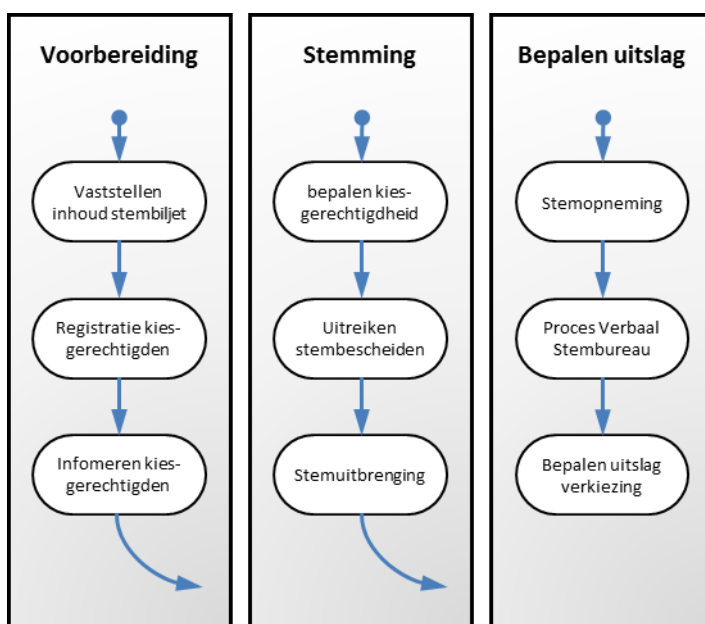 Voorbereiding
Vaststellen
inhoud stembiljet
Registratie kies-
gerechtigden
Infomeren kies-
gerechtigden
Stemming
bepalen kies-
gerechtigdheid
Uitreiken
stembescheiden
Stemuitbrenging
Bepalen uitslag
Stemopneming
Proces Verbaal
Stembureau
Bepalen uitslag
verkiezing